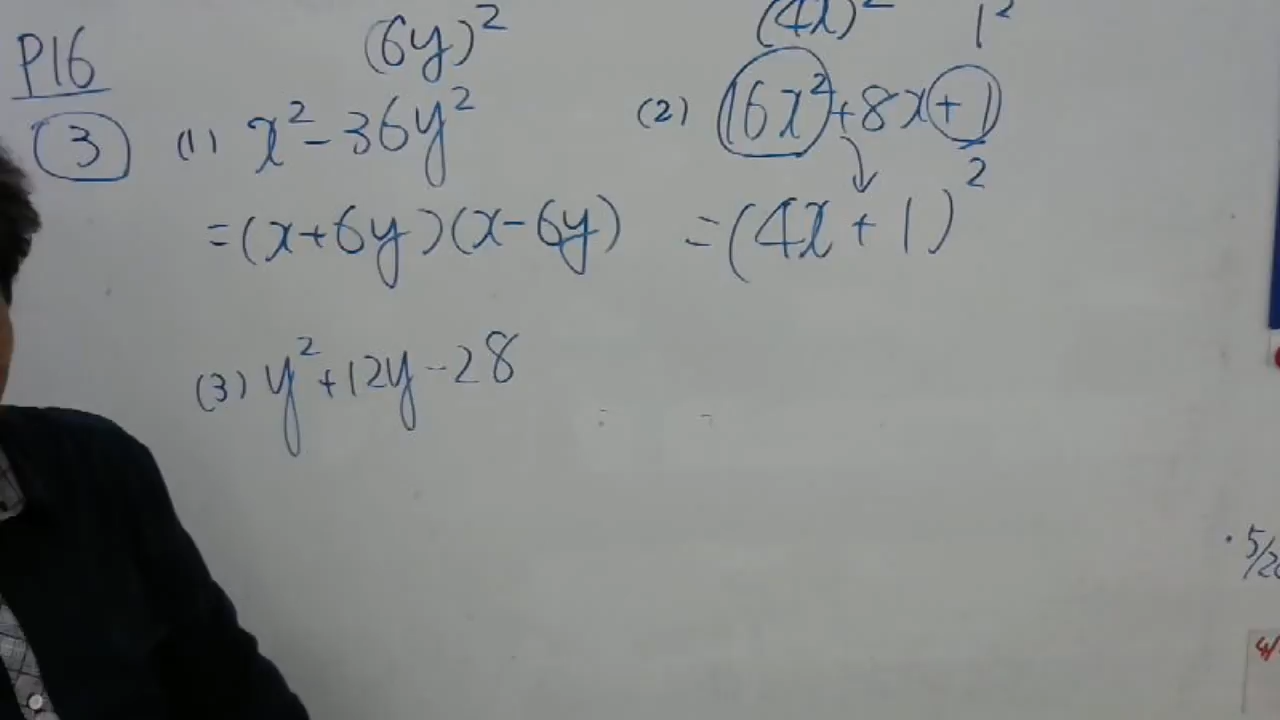 P16
(6y)²
(4x)² 1²
③ (1) x²-36y²
(2) 16x²+8x+1
2
=(x+6y)(x-6y)
=(4x+1)²
(3) y²+12y-28